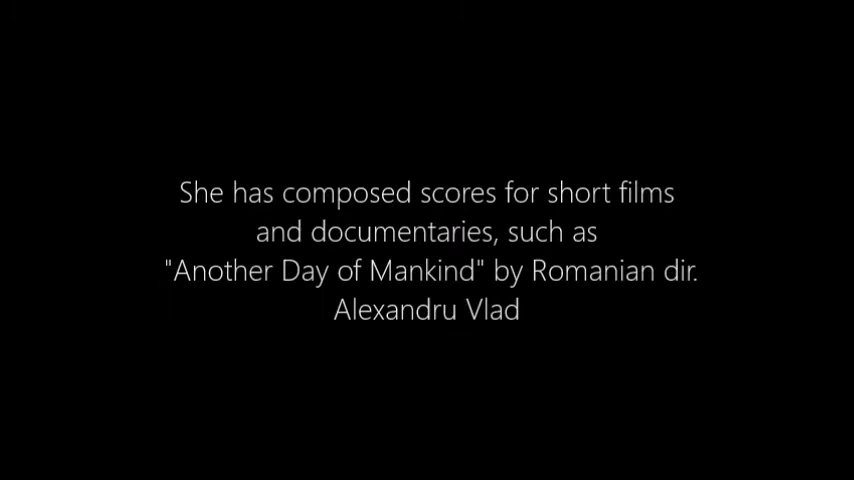 She has composed scores for short films
and documentaries, such as
"Another Day of Mankind" by Romanian dir.
Alexandru Vlad